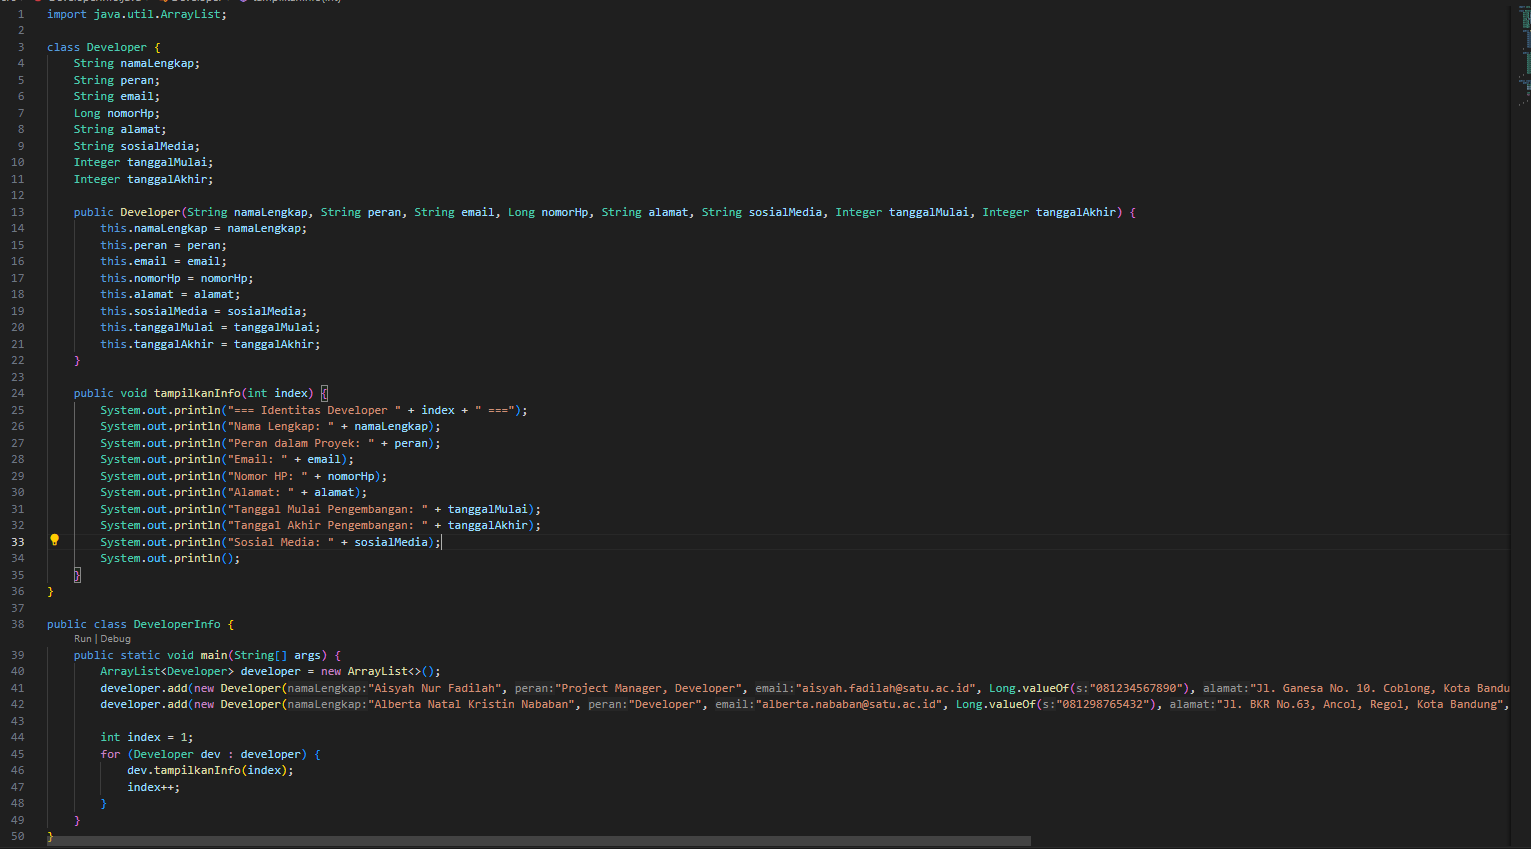 1 import java.util.ArrayList;
2
3 class Developer {
4 String namaLengkap;
5 String peran;
6 String email;
7 Long nomorHp;
8 String alamat;
9 String sosialMedia;
10 Integer tanggalMulai;
11 Integer tanggalAkhir;
12
13 public Developer(String namaLengkap, String peran, String email, Long nomorHp, String alamat, String sosialMedia, Integer tanggalMulai, Integer tanggalAkhir) {
14 this.namaLengkap = namaLengkap;
15 this.peran = peran;
16 this.email = email;
17 this.nomorHp = nomorHp;
18 this.alamat = alamat;
19 this.sosialMedia = sosialMedia;
20 this.tanggalMulai = tanggalMulai;
21 this.tanggalAkhir = tanggalAkhir;
22 }
23
24 public void tampilkanInfo(int index) {
25 System.out.println("=== Identitas Developer " + index + " ===");
26 System.out.println("Nama Lengkap: " + namaLengkap);
27 System.out.println("Peran dalam Proyek: " + peran);
28 System.out.println("Email: " + email);
29 System.out.println("Nomor HP: " + nomorHp);
30 System.out.println("Alamat: " + alamat);
31 System.out.println("Tanggal Mulai Pengembangan: " + tanggalMulai);
32 System.out.println("Tanggal Akhir Pengembangan: " + tanggalAkhir);
33 System.out.println("Sosial Media: " + sosialMedia);
34 System.out.println();
35 }
36 }
37
38 public class DeveloperInfo {
Run | Debug
39 public static void main(String[] args) {
40 ArrayList<Developer> developer = new ArrayList<>();
41 developer.add(new Developer(namaLengkap:"Aisyah Nur Fadilah", peran:"Project Manager, Developer", email:"aisyah.fadilah@satu.ac.id", Long.valueOf(s:"081234567890"), alamat:"Jl. Ganesa No. 10. Coblong, Kota Bandu
42 developer.add(new Developer(namaLengkap:"Alberta Natal Kristin Nababan", peran:"Developer", email:"alberta.nababan@satu.ac.id", Long.valueOf(s:"081298765432"), alamat:"Jl. BKR No.63, Ancol, Regol, Kota Bandung",
43
44 int index = 1;
45 for (Developer dev : developer) {
46 dev.tampilkanInfo(index);
47 index++;
48 }
49 }
50 }